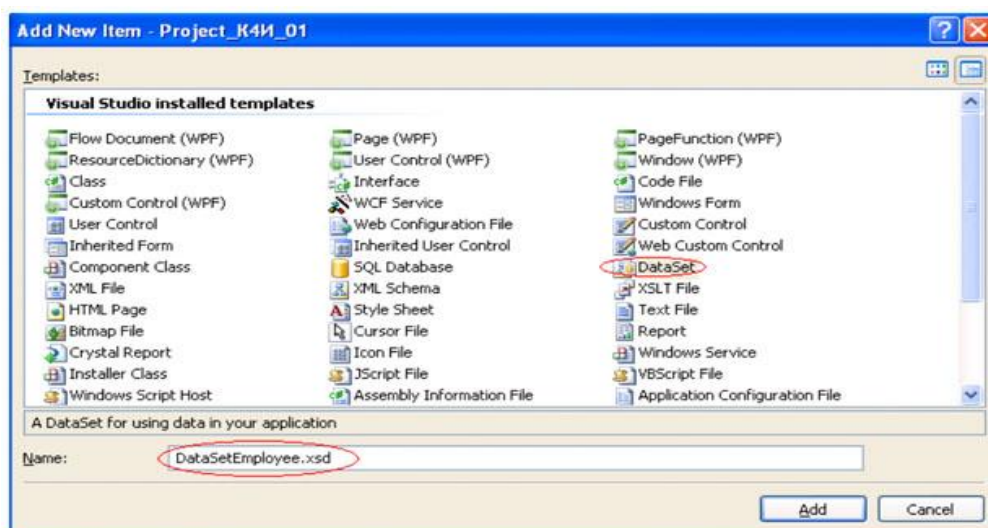 Add New Item - Project_К4И_01
Templates:
Visual Studio installed templates
Flow Document (WPF) Page (WPF) PageFunction (WPF)
ResourceDictionary (WPF) User Control (WPF) Window (WPF)
Class Interface Code File
Custom Control (WPF) WCF Service Windows Form
User Control Web Configuration File Custom Control
Inherited Form Inherited User Control Web Custom Control
Component Class SQL Database DataSet
XML File XML Schema XSLT File
HTML Page Style Sheet Text File
Bitmap File Cursor File Report
Crystal Report Icon File Windows Service
Installer Class JScript File VBScript File
Windows Script Host Assembly Information File Application Configuration File
A DataSet for using data in your application
Name: DataSetEmployee.xsd
Add Cancel